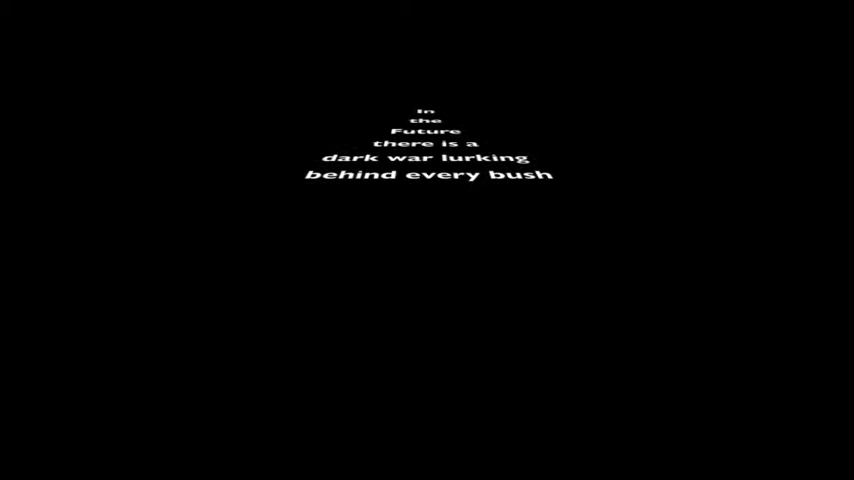 In
the
Future
there is a
dark war lurking
behind every bush